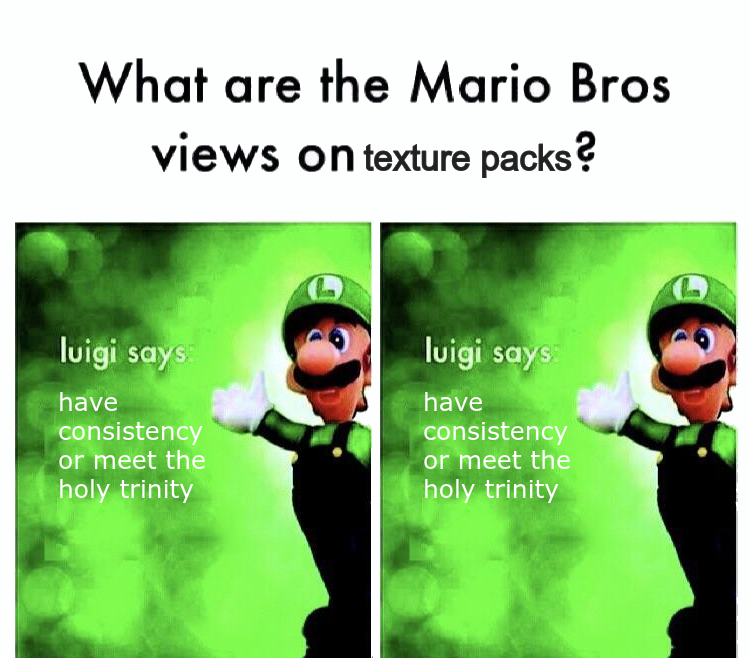 What are the Mario Bros
views on texture packs?
L
luigi says:
have
consistency
or meet the
holy trinity
L
luigi says:
have
consistency
or meet the
holy trinity